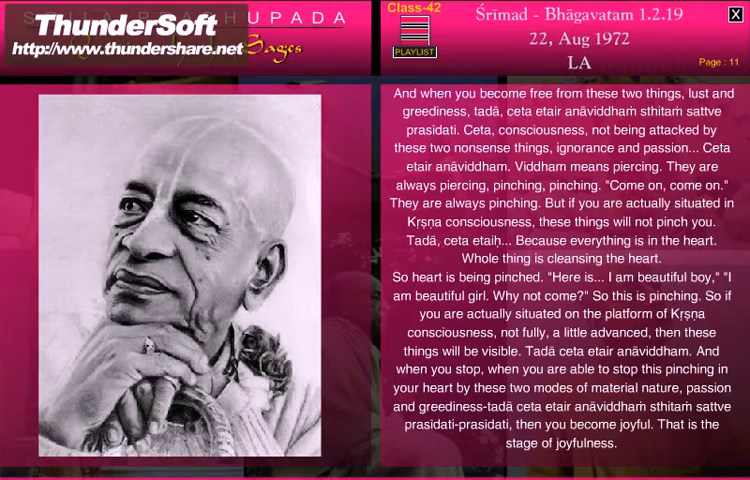 ThunderSoft
http://www.thundershare.net
HUPADA
Sages
Class-42
PLAYLIST
Śrīmad - Bhāgavatam 1.2.19
22, Aug 1972
LA
X
Page : 11
And when you become free from these two things, lust and
greediness, tadā, ceta etair anāviddhaṁ sthitaṁ sattve
prasīdati. Ceta, consciousness, not being attacked by
these two nonsense things, ignorance and passion... Ceta
etair anāviddham. Viddham means piercing. They are
always piercing, pinching, pinching. "Come on, come on."
They are always pinching. But if you are actually situated in
Kṛṣṇa consciousness, these things will not pinch you.
Tadā, ceta etaiḥ... Because everything is in the heart.
Whole thing is cleansing the heart.
So heart is being pinched. "Here is... I am beautiful boy," "I
am beautiful girl. Why not come?" So this is pinching. So if
you are actually situated on the platform of Kṛṣṇa
consciousness, not fully, a little advanced, then these
things will be visible. Tadā ceta etair anāviddham. And
when you stop, when you are able to stop this pinching in
your heart by these two modes of material nature, passion
and greediness-tadā ceta etair anāviddhaṁ sthitaṁ sattve
prasīdati-prasidati, then you become joyful. That is the
stage of joyfulness.